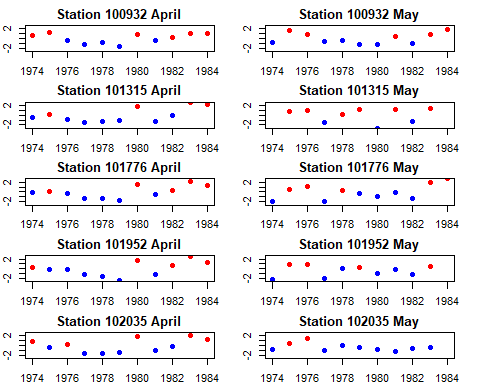 Station 100932 April
Station 100932 May
2
-2
1974 1976 1978 1980 1982 1984
2
-2
1974 1976 1978 1980 1982 1984
Station 101315 April
Station 101315 May
2
-2
1974 1976 1978 1980 1982 1984
2
-2
1974 1976 1978 1980 1982 1984
Station 101776 April
Station 101776 May
2
-2
1974 1976 1978 1980 1982 1984
2
-2
1974 1976 1978 1980 1982 1984
Station 101952 April
Station 101952 May
2
-2
1974 1976 1978 1980 1982 1984
2
-2
1974 1976 1978 1980 1982 1984
Station 102035 April
Station 102035 May
2
-2
1974 1976 1978 1980 1982 1984
2
-2
1974 1976 1978 1980 1982 1984